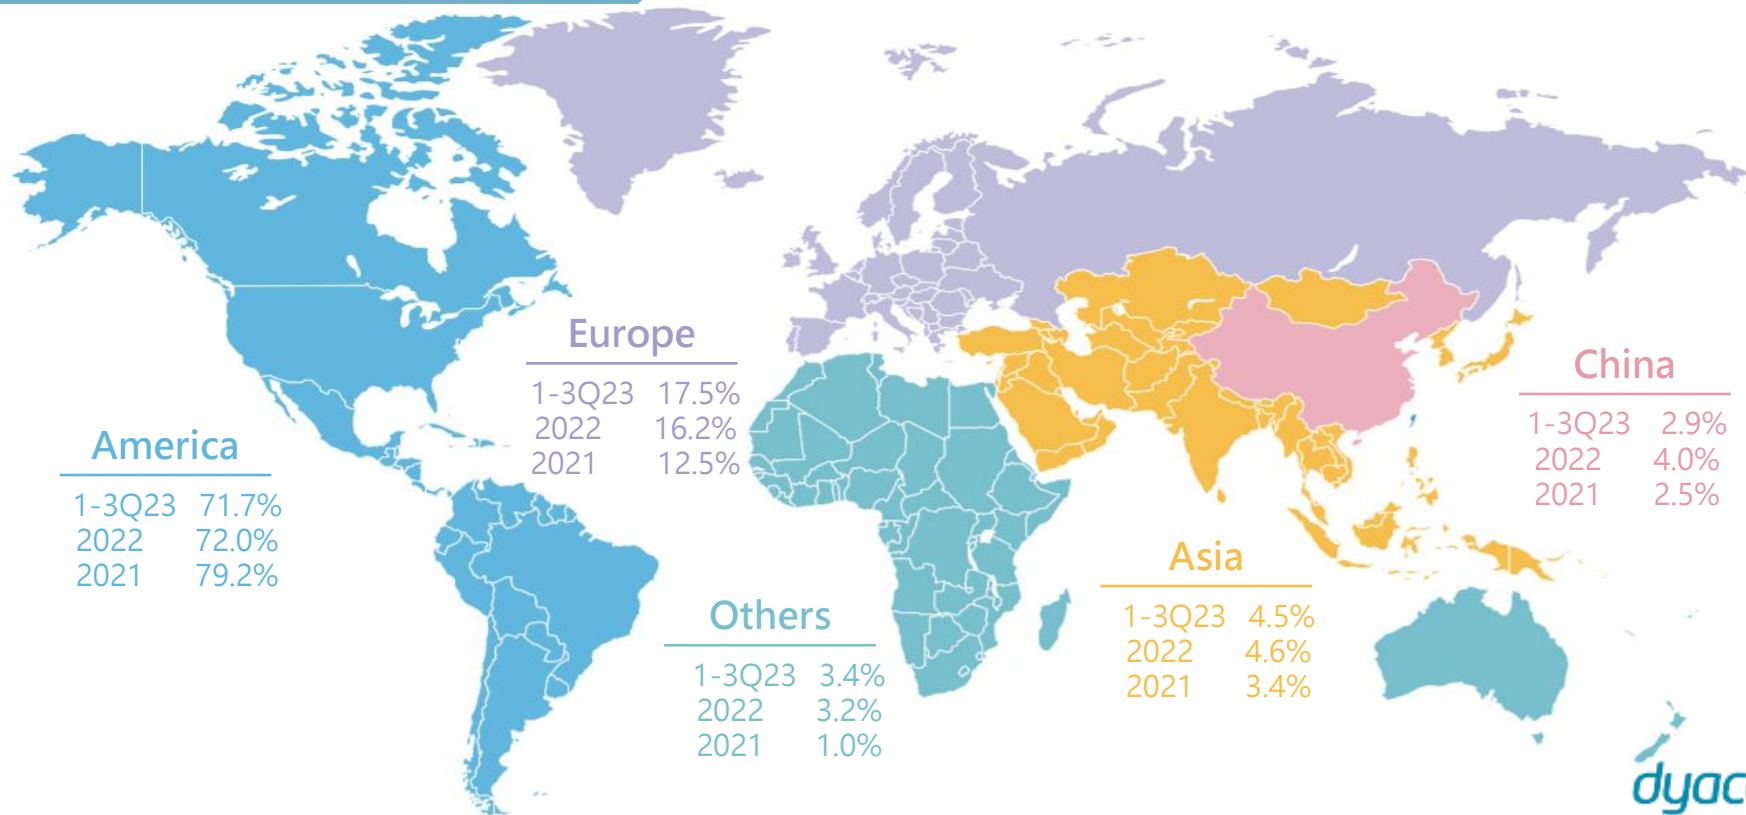 America
1-3Q23 71.7%
2022 72.0%
2021 79.2%
Europe
1-3Q23 17.5%
2022 16.2%
2021 12.5%
Others
1-3Q23 3.4%
2022 3.2%
2021 1.0%
Asia
1-3Q23 4.5%
2022 4.6%
2021 3.4%
China
1-3Q23 2.9%
2022 4.0%
2021 2.5%
dyac